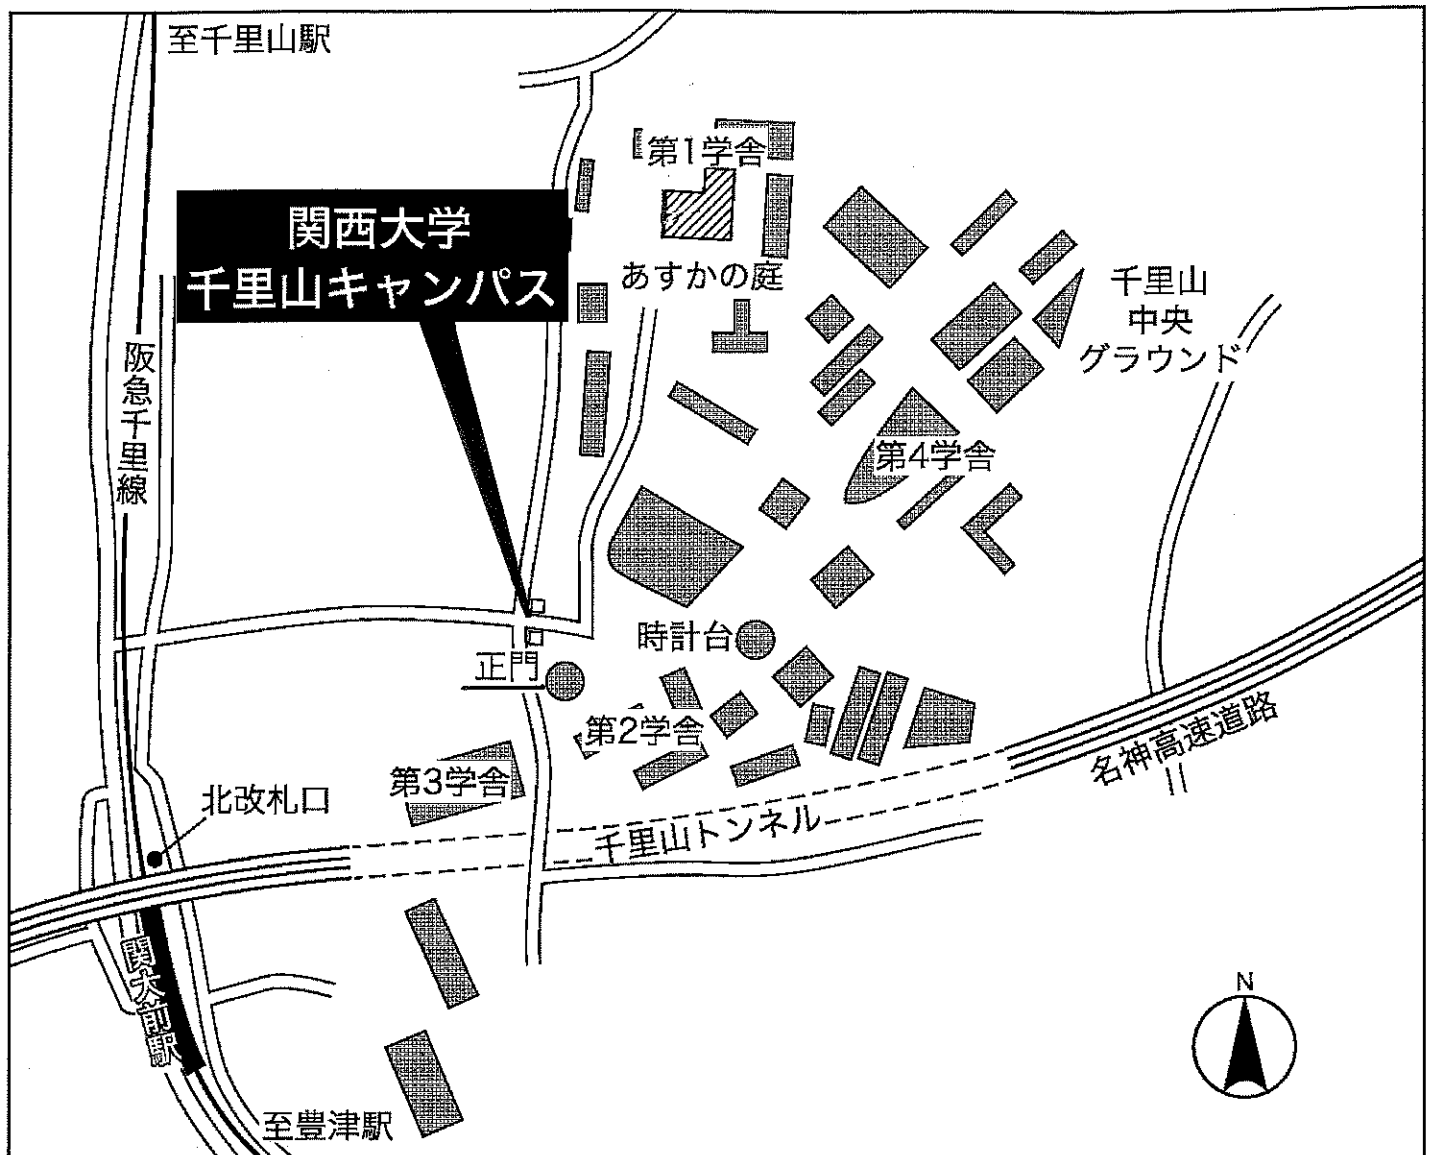 至千里山駅
第1学舎
関西大学
千里山キャンパス
あすかの庭
千里山
中央
グラウンド
阪急千里線
第4学舎
時計台
正門
第2学舎
第3学舎
北改札口
名神高速道路
千里山トンネル
関大前駅
N
至豊津駅